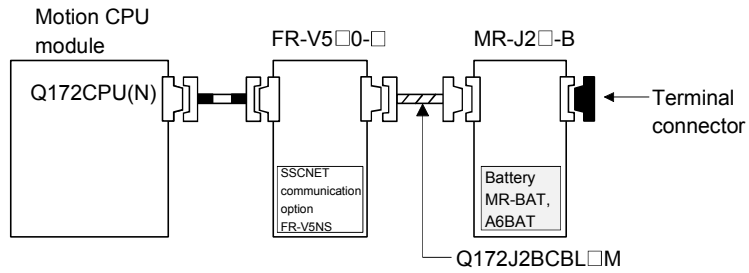 Motion CPU
module
FR-V5□0-□
MR-J2□-B
Q172CPU(N)
Terminal
connector
SSCNET
communication
option
FR-V5NS
Battery
MR-BAT,
A6BAT
Q172J2BCBL□M